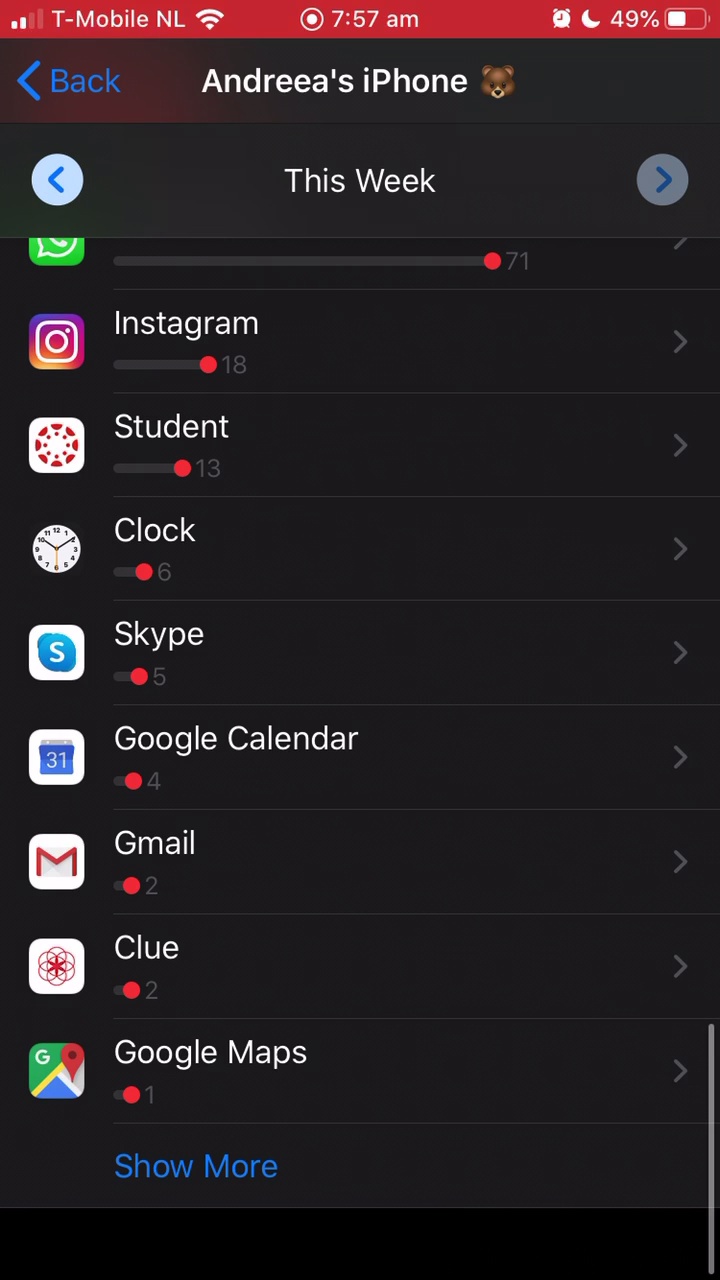 T-Mobile NL 7:57 am 49%
Back Andreea's iPhone 🐻
This Week
71
Instagram
18
Student
13
Clock
6
Skype
5
Google Calendar
31
4
Gmail
2
Clue
2
Google Maps
1
Show More